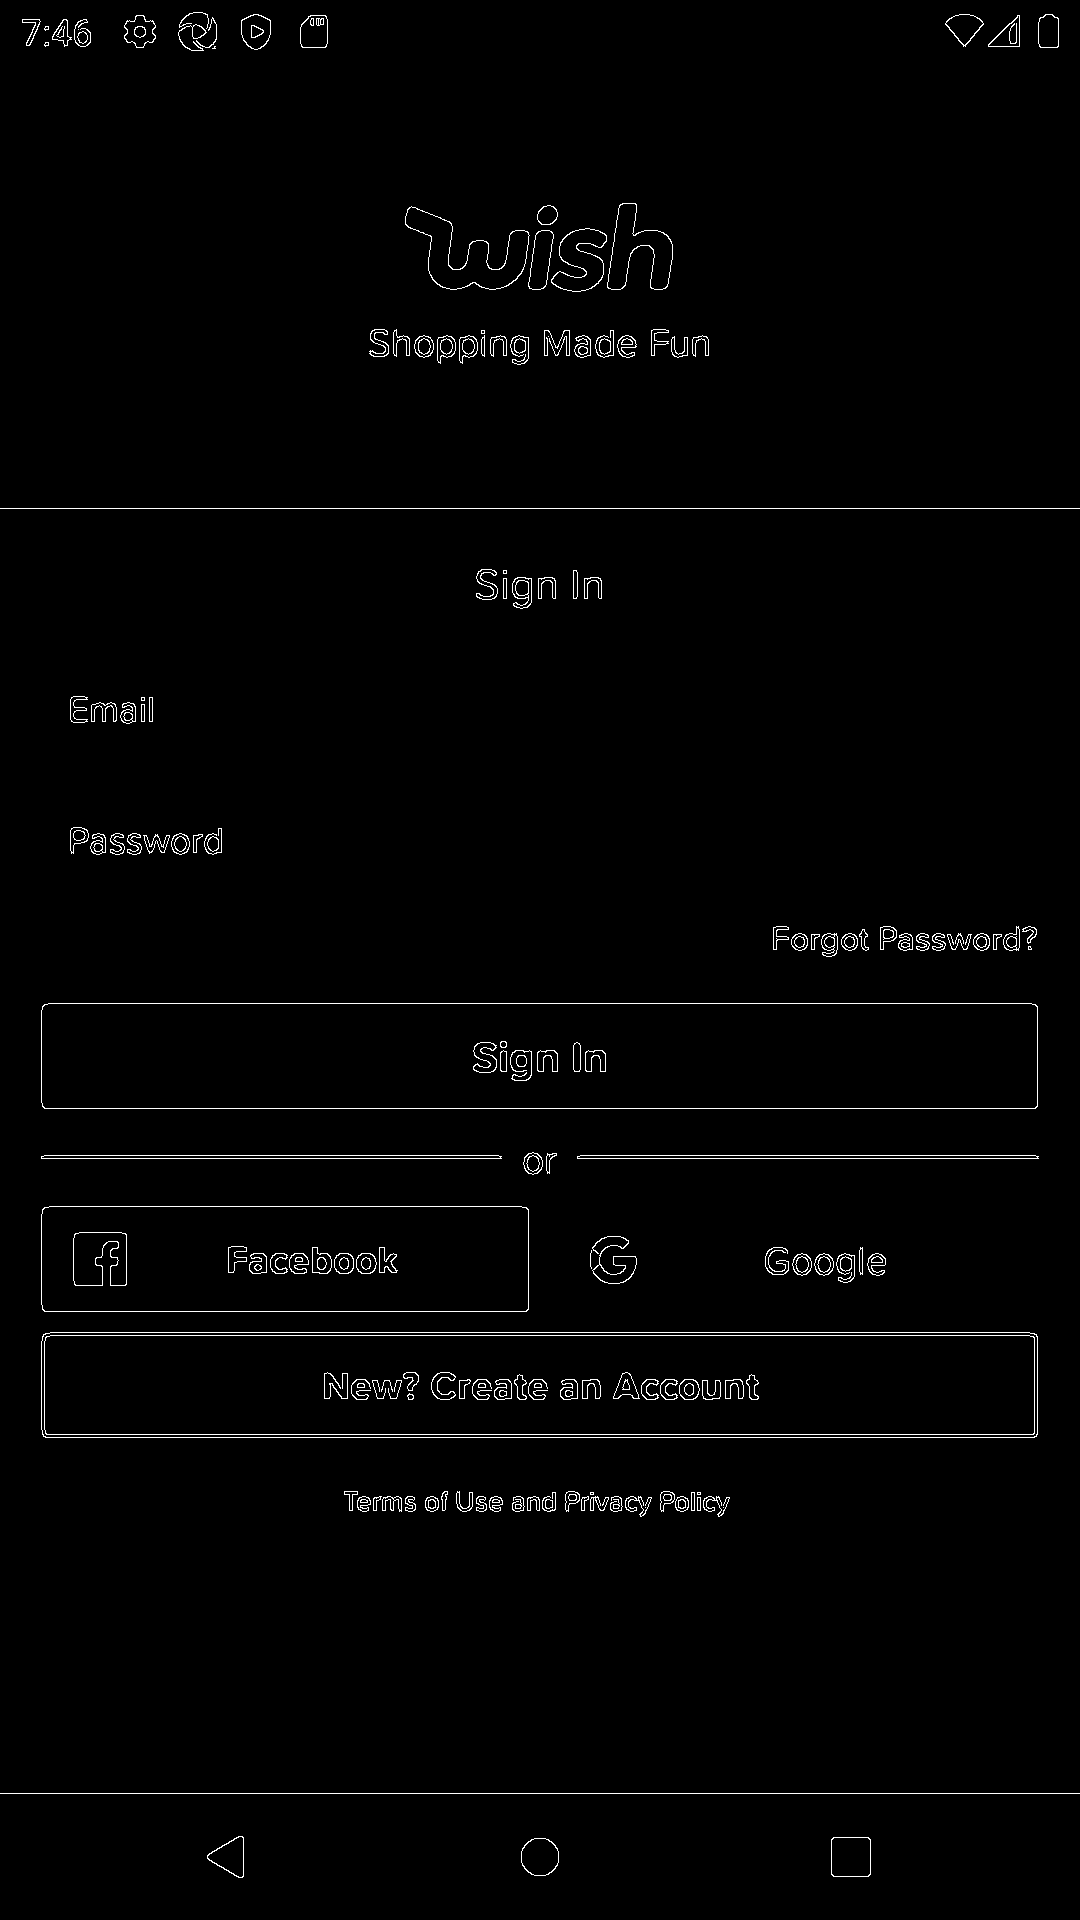 7:46
wish
Shopping Made Fun
Sign In
Email
Password
Forgot Password?
Sign In
or
Facebook
Google
New? Create an Account
Terms of Use and Privacy Policy